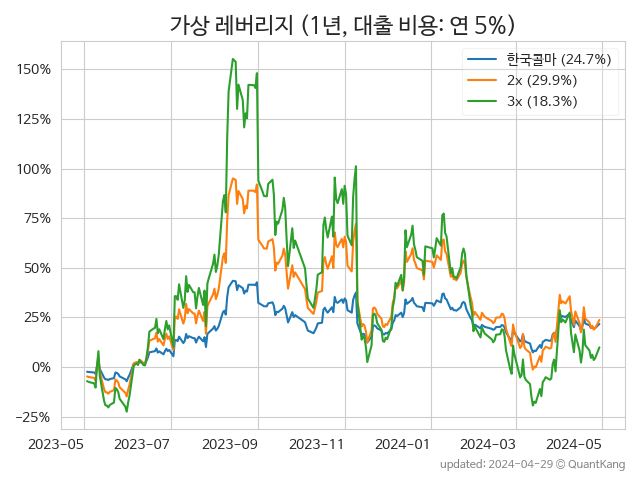 가상 레버리지 (1년, 대출 비용: 연 5%)
한국콜마 (24.7%)
2x (29.9%)
3x (18.3%)
150%
125%
100%
75%
50%
25%
0%
−25%
2023-05 2023-07 2023-09 2023-11 2024-01 2024-03 2024-05
updated: 2024-04-29 © QuantKang